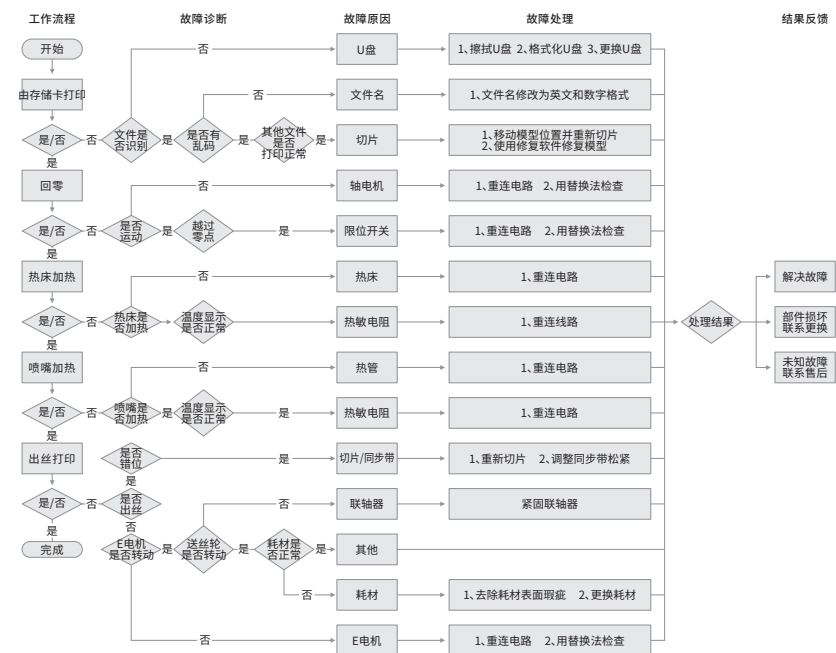 工作流程 故障诊断 故障原因 故障处理 结果反馈
开始 否 U盘 1、擦拭U盘 2、格式化U盘 3、更换U盘
由存储卡打印 否 文件名 1、文件名修改为英文和数字格式
是/否 否 文件是 是 是否有 是 其他文件 是 切片 1、移动模型位置并重新切片
否识别 乱码 是否 2、使用修复软件修复模型
打印正常
是
回零 否 轴电机 1、重连电路 2、用替换法检查
是/否 否 是否 是 越过 是 限位开关 1、重连电路 2、用替换法检查
运动 零点
是
热床加热 否 热床 1、重连电路 解决故障
是/否 否 热床是 温度显示 热敏电阻 1、重连线路 处理结果 部件损坏
否加热 是否正常 联系更换
是
喷嘴加热 否 热管 1、重连电路 未知故障
联系售后
是/否 否 喷嘴是 是 温度显示 是 热敏电阻 1、重连电路
否加热 是否正常
是
出丝打印 是否 是 切片/同步带 1、重新切片 2、调整同步带松紧
错位
是
是/否 否 是否 否 联轴器 紧固联轴器
出丝
是 否
完成 E电机 是 送丝轮 是 耗材是 是 其他
是否转动 是否转动 否正常
否 耗材 1、去除耗材表面瑕疵 2、更换耗材
否 E电机 1、重连电路 2、用替换法检查